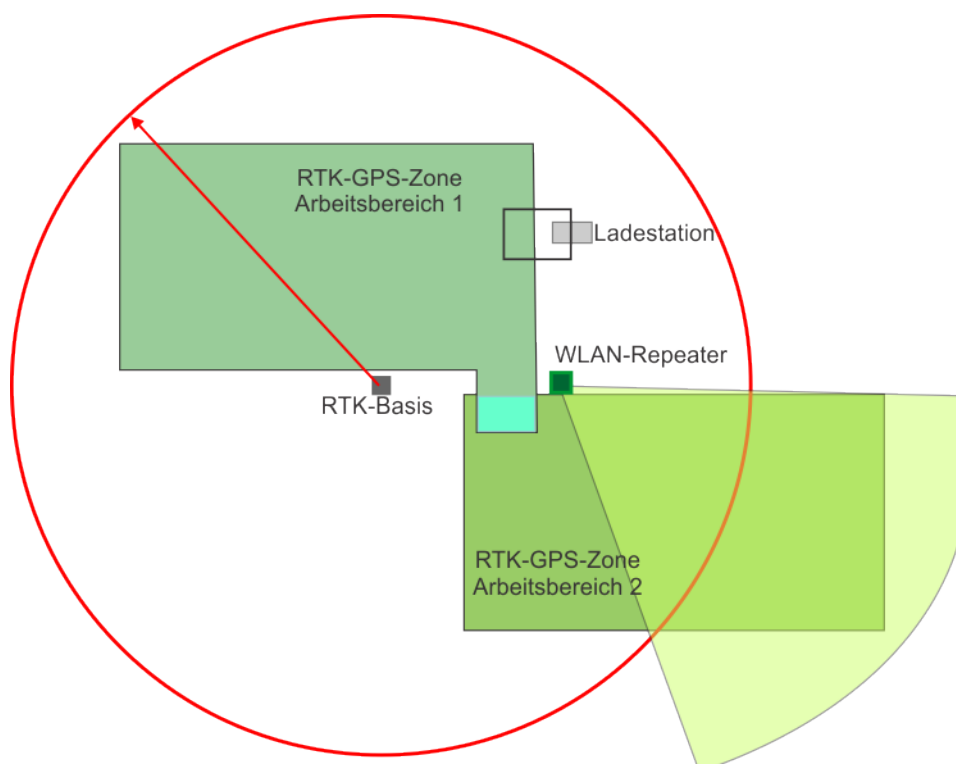 RTK-GPS-Zone
Arbeitsbereich 1
Ladestation
WLAN-Repeater
RTK-Basis
RTK-GPS-Zone
Arbeitsbereich 2